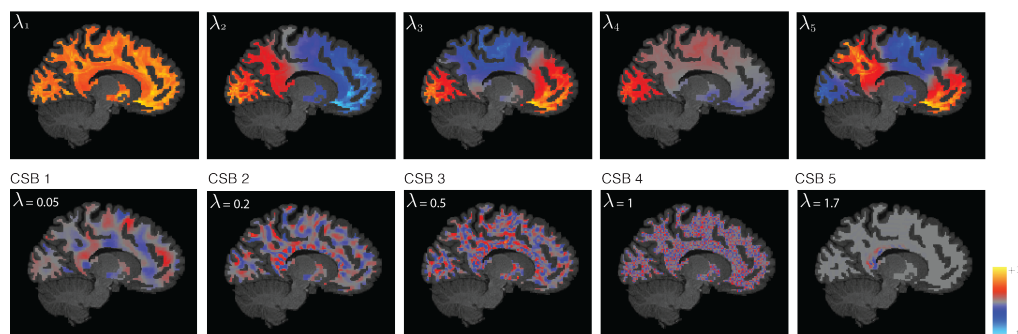 λ1 λ2 λ3 λ4 λ5
CSB 1 CSB 2 CSB 3 CSB 4 CSB 5
λ = 0.05 λ = 0.2 λ = 0.5 λ = 1 λ = 1.7
+